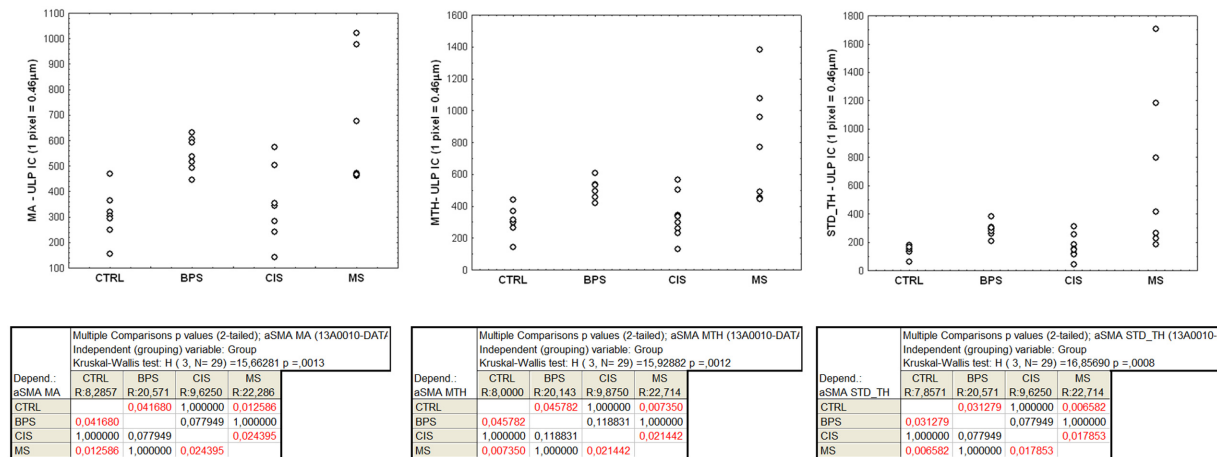 MA - ULP IC (1 pixel = 0.46µm)
1100
1000
900
800
700
600
500
400
300
200
100
CTRL BPS CIS MS
MTH- ULP IC (1 pixel = 0.46µm)
1600
1400
1200
1000
800
600
400
200
0
CTRL BPS CIS MS
STD_TH - ULP IC (1 pixel = 0.46µm)
1800
1600
1400
1200
1000
800
600
400
200
0
CTRL BPS CIS MS
Multiple Comparisons p values (2-tailed); aSMA MA (13A0010-DATA
Independent (grouping) variable: Group
Kruskal-Wallis test: H ( 3, N= 29) =15,66281 p =,0013
Depend.: CTRL BPS CIS MS
aSMA MA R:8,2857 R:20,571 R:9,6250 R:22,286
CTRL 0,041680 1,000000 0,012586
BPS 0,041680 0,077949 1,000000
CIS 1,000000 0,077949 0,024395
MS 0,012586 1,000000 0,024395
Multiple Comparisons p values (2-tailed); aSMA MTH (13A0010-DATA
Independent (grouping) variable: Group
Kruskal-Wallis test: H ( 3, N= 29) =15,92882 p =,0012
Depend.: CTRL BPS CIS MS
aSMA MTH R:8,0000 R:20,143 R:9,8750 R:22,714
CTRL 0,045782 1,000000 0,007350
BPS 0,045782 0,118831 1,000000
CIS 1,000000 0,118831 0,021442
MS 0,007350 1,000000 0,021442
Multiple Comparisons p values (2-tailed); aSMA STD_TH (13A0010-
Independent (grouping) variable: Group
Kruskal-Wallis test: H ( 3, N= 29) =16,85690 p =,0008
Depend.: CTRL BPS CIS MS
aSMA STD_TH R:7,8571 R:20,571 R:9,6250 R:22,714
CTRL 0,031279 1,000000 0,006582
BPS 0,031279 0,077949 1,000000
CIS 1,000000 0,077949 0,017853
MS 0,006582 1,000000 0,017853